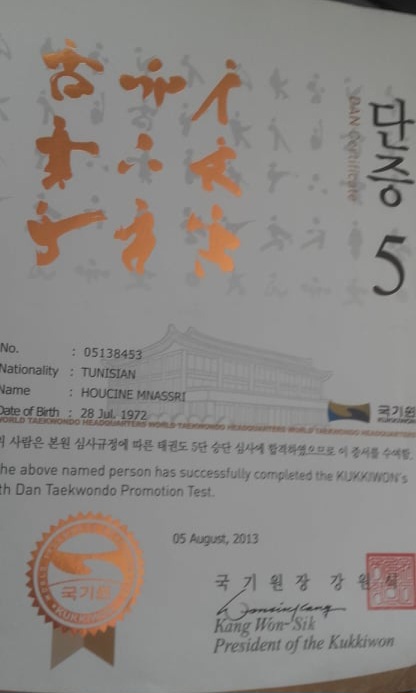 단증 5
DAN Certificate
No. : 05138453
Nationality : TUNISIAN
Name : HOUCINE MNASSRI
Date of Birth : 28 Jul. 1972
국기원
KUKKIWON
WORLD TAEKWONDO HEADQUARTERS WORLD TAEKWONDO HEADQUARTERS WORLD TAEKWONDO HEADQUARTERS
사람은 본원 심사규정에 따른 태권도 5단 승단 심사에 합격하였으므로 이 증서를 수여함.
he above named person has successfully completed the KUKKIWON's
th Dan Taekwondo Promotion Test.
05 August, 2013
국기원
KUKKIWON
국 기 원 장 강 원 식
Kang Won-Sik
President of the Kukkiwon